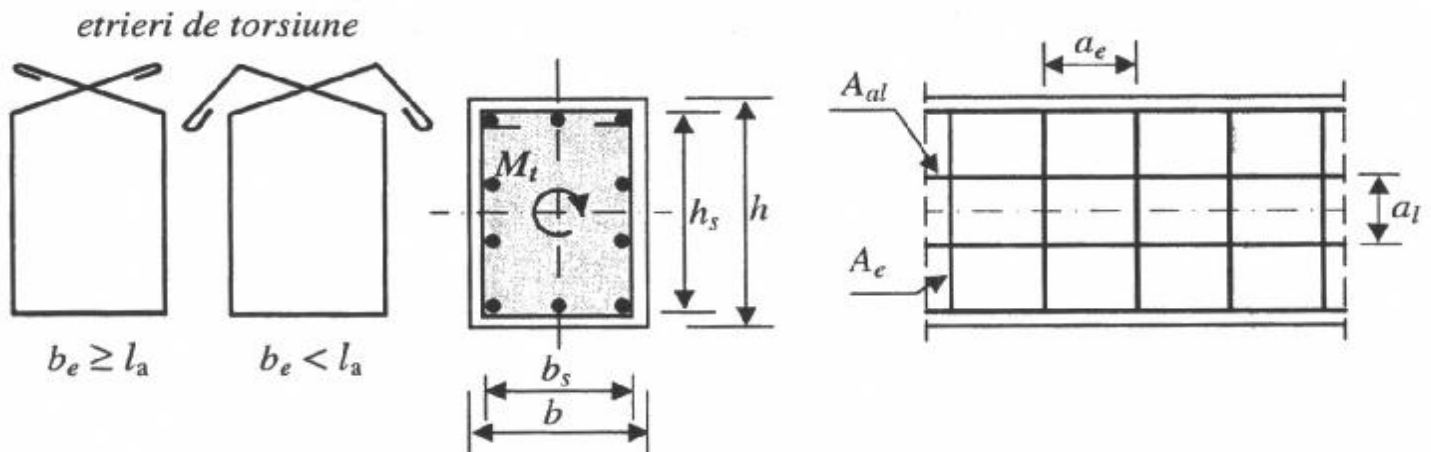 etrieri de torsiune
b_e ≥ l_a
b_e < l_a
M_t
h_s
h
b_s
b
a_e
A_al
A_e
a_l